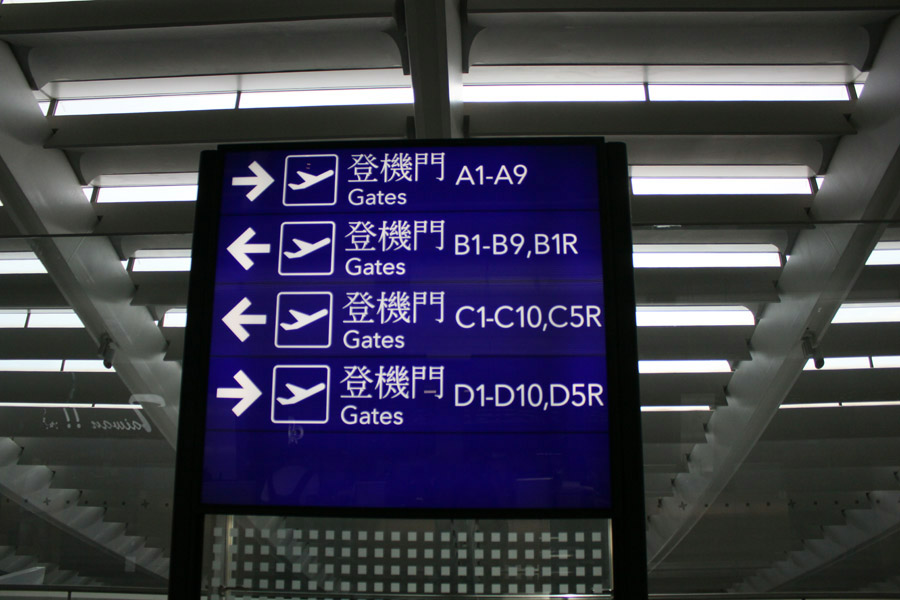 登機門 A1-A9
Gates
登機門 B1-B9,B1R
Gates
登機門 C1-C10,C5R
Gates
登機門 D1-D10,D5R
Gates